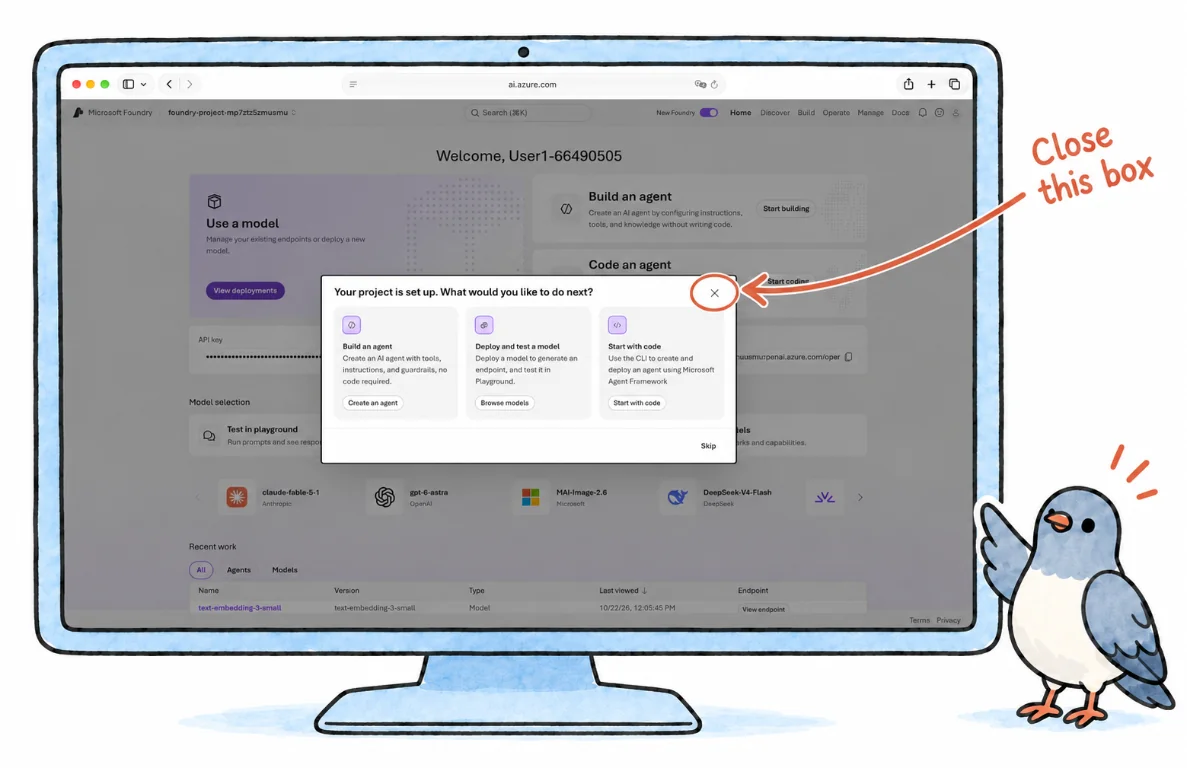 ai.azure.com
Microsoft Foundry
foundry-project-mp7ztz5zmusmu
Search (⌘K)
New Foundry
Home
Discover
Build
Operate
Manage
Docs
Close
this box
Welcome, User1-66490505
Use a model
Manage your existing endpoints or deploy a new
model.
View deployments
Build an agent
Create an AI agent by configuring instructions,
tools, and knowledge without writing code.
Start building
Code an agent
Start coding
Your project is set up. What would you like to do next?
Build an agent
Create an AI agent with tools,
instructions, and guardrails, no
code required.
Create an agent
Deploy and test a model
Deploy a model to generate an
endpoint, and test it in
Playground.
Browse models
Start with code
Use the CLI to create and
deploy an agent using Microsoft
Agent Framework
Start with code
Skip
API key
••••••••••••••••••••••••••
.openai.azure.com/oper
Model selection
Test in playground
Run prompts and see respo
els
rks and capabilities.
claude-fable-5-1
Anthropic
gpt-6-astra
OpenAI
MAI-Image-2.6
Microsoft
DeepSeek-V4-Flash
DeepSeek
Recent work
All
Agents
Models
Name
Version
Type
Last viewed ↓
Endpoint
text-embedding-3-small
text-embedding-3-small
Model
10/22/26, 12:05:45 PM
View endpoint
Terms
Privacy